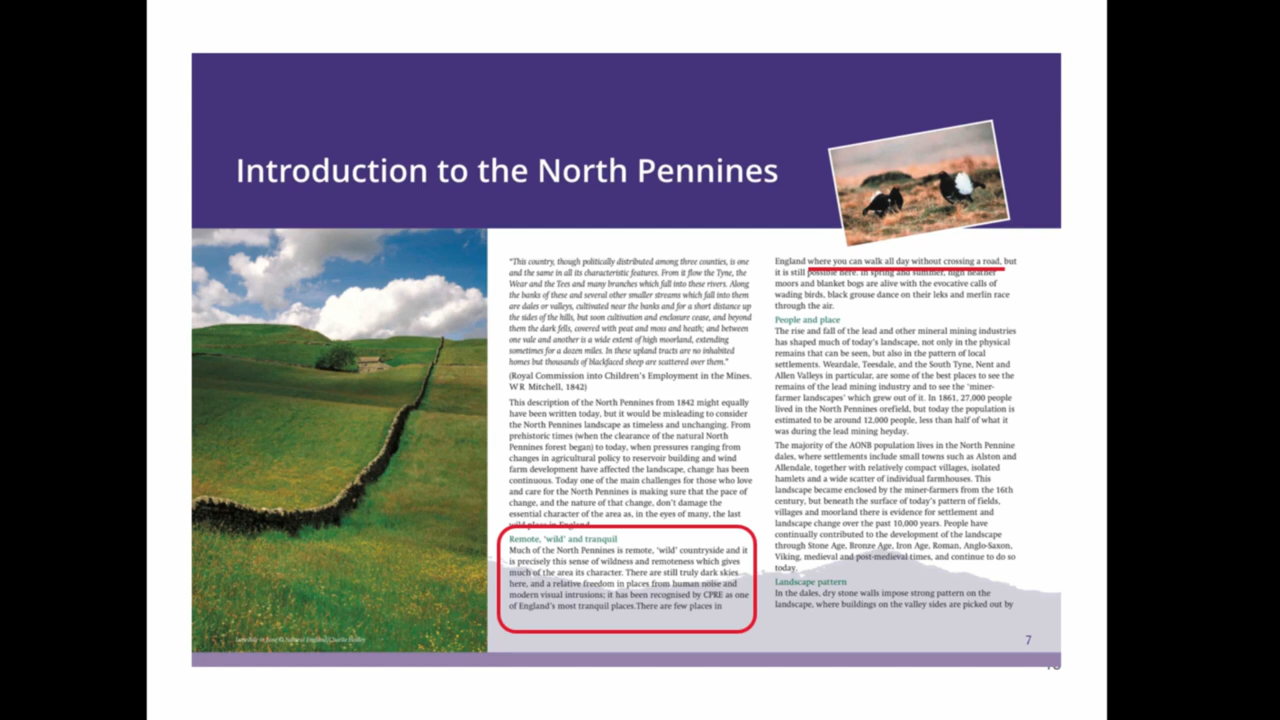 Introduction to the North Pennines
"This country, though politically distributed among three counties, is one
and the same in all its characteristic features. From it flow the Tyne, the
Wear and the Tees and many branches which fall into these rivers. Along
the banks of these and several other smaller streams which fall into them
are dales or valleys, cultivated near the banks and for a short distance up
the sides of the hills, but soon cultivation and enclosure cease, and beyond
them the dark fells, covered with peat and moss and heath; and between
one vale and another is a wide extent of high moorland, extending
sometimes for a dozen miles. In these upland tracts are no inhabited
homes but thousands of blackfaced sheep are scattered over them."
(Royal Commission into Children's Employment in the Mines.
W R Mitchell, 1842)
This description of the North Pennines from 1842 might equally
have been written today, but it would be misleading to consider
the North Pennines landscape as timeless and unchanging. From
prehistoric times (when the clearance of the natural North
Pennines forest began) to today, when pressures ranging from
changes in agricultural policy to reservoir building and wind
farm development have affected the landscape, change has been
continuous. Today one of the main challenges for those who love
and care for the North Pennines is making sure that the pace of
change, and the nature of that change, don't damage the
essential character of the area as, in the eyes of many, the last
wild place in England.
Remote, 'wild' and tranquil
Much of the North Pennines is remote, 'wild' countryside and it
is precisely this sense of wildness and remoteness which gives
much of the area its character. There are still truly dark skies
here, and a relative freedom in places from human noise and
modern visual intrusions; it has been recognised by CPRE as one
of England's most tranquil places.There are few places in
England where you can walk all day without crossing a road, but
it is still possible here. In spring and summer, high heather
moors and blanket bogs are alive with the evocative calls of
wading birds, black grouse dance on their leks and merlin race
through the air.
People and place
The rise and fall of the lead and other mineral mining industries
has shaped much of today's landscape, not only in the physical
remains that can be seen, but also in the pattern of local
settlements. Weardale, Teesdale, and the South Tyne, Nent and
Allen Valleys in particular, are some of the best places to see the
remains of the lead mining industry and to see the 'miner-
farmer landscapes' which grew out of it. In 1861, 27,000 people
lived in the North Pennines orefield, but today the population is
estimated to be around 12,000 people, less than half of what it
was during the lead mining heyday.
The majority of the AONB population lives in the North Pennine
dales, where settlements include small towns such as Alston and
Allendale, together with relatively compact villages, isolated
hamlets and a wide scatter of individual farmhouses. This
landscape became enclosed by the miner-farmers from the 16th
century, but beneath the surface of today's pattern of fields,
villages and moorland there is evidence for settlement and
landscape change over the past 10,000 years. People have
continually contributed to the development of the landscape
through Stone Age, Bronze Age, Iron Age, Roman, Anglo-Saxon,
Viking, medieval and post-medieval times, and continue to do so
today.
Landscape pattern
In the dales, dry stone walls impose strong pattern on the
landscape, where buildings on the valley sides are picked out by
in June © Natural England/Charlie
7